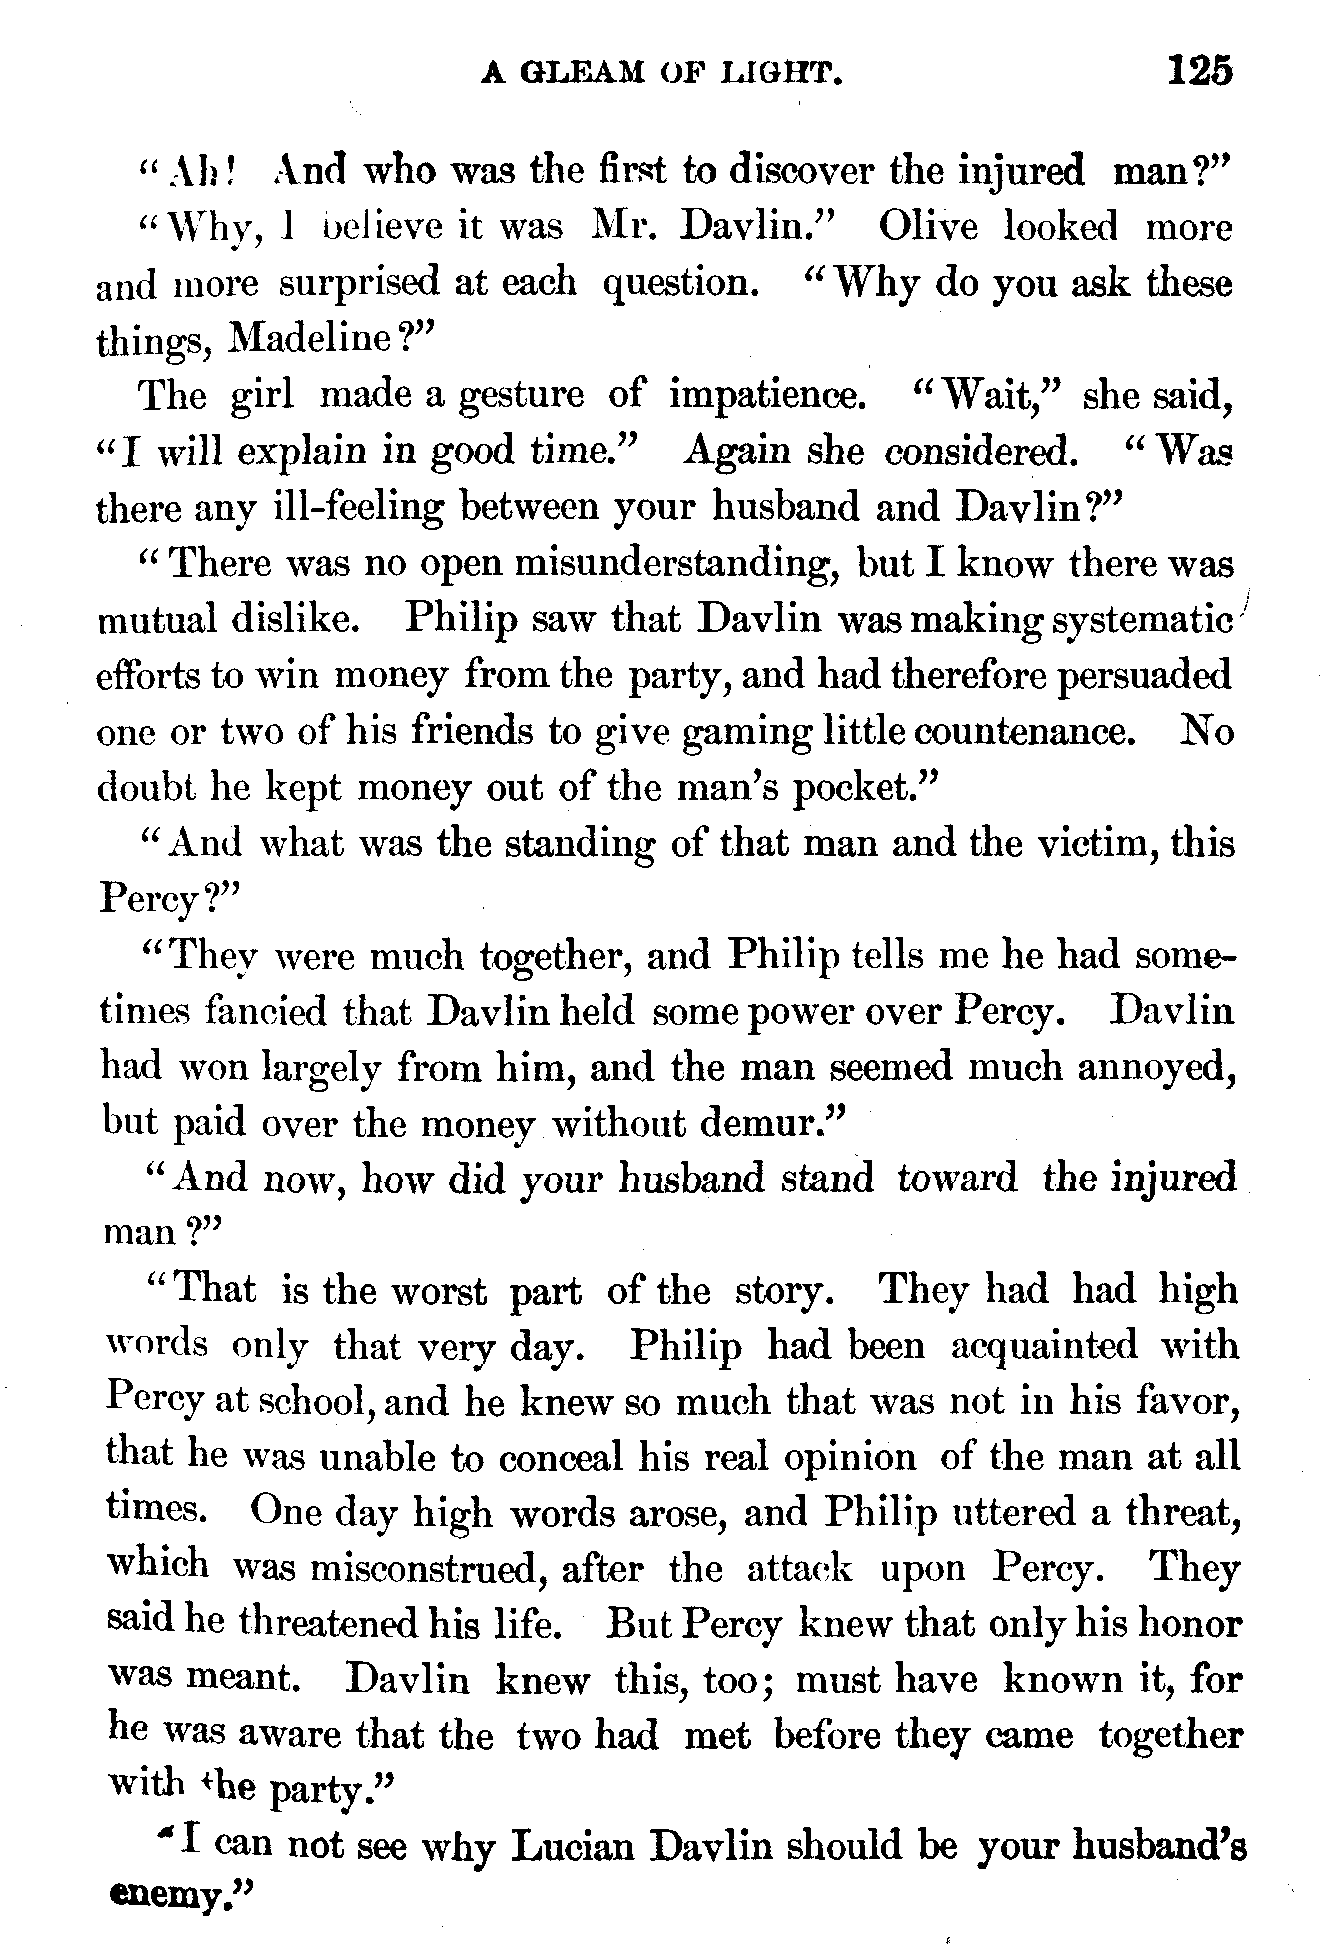 A GLEAM OF LIGHT. 125
"Ah! And who was the first to discover the injured man?"
"Why, I believe it was Mr. Davlin." Olive looked more
and more surprised at each question. "Why do you ask these
things, Madeline?"
The girl made a gesture of impatience. "Wait," she said,
"I will explain in good time." Again she considered. "Was
there any ill-feeling between your husband and Davlin?"
"There was no open misunderstanding, but I know there was
mutual dislike. Philip saw that Davlin was making systematic
efforts to win money from the party, and had therefore persuaded
one or two of his friends to give gaming little countenance. No
doubt he kept money out of the man's pocket."
"And what was the standing of that man and the victim, this
Percy?"
"They were much together, and Philip tells me he had some-
times fancied that Davlin held some power over Percy. Davlin
had won largely from him, and the man seemed much annoyed,
but paid over the money without demur."
"And now, how did your husband stand toward the injured
man?"
"That is the worst part of the story. They had had high
words only that very day. Philip had been acquainted with
Percy at school, and he knew so much that was not in his favor,
that he was unable to conceal his real opinion of the man at all
times. One day high words arose, and Philip uttered a threat,
which was misconstrued, after the attack upon Percy. They
said he threatened his life. But Percy knew that only his honor
was meant. Davlin knew this, too; must have known it, for
he was aware that the two had met before they came together
with the party."
"I can not see why Lucian Davlin should be your husband's
enemy."